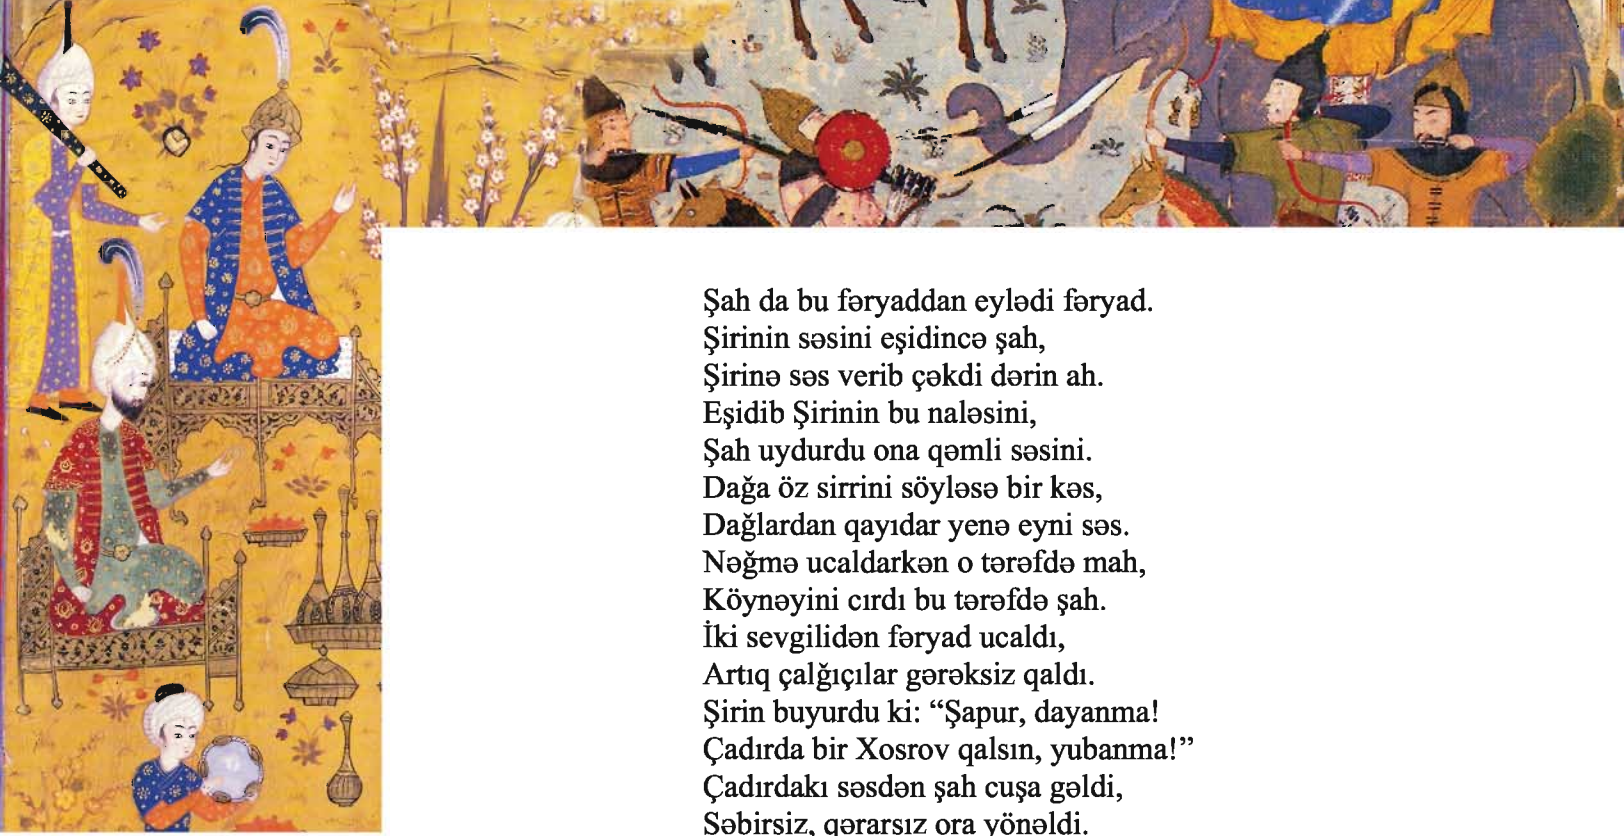 Şah da bu fəryaddan eylədi fəryad.
Şirinin səsini eşidincə şah,
Şirinə səs verib çəkdi dərin ah.
Eşidib Şirinin bu naləsini,
Şah uydurdu ona qəmli səsini.
Dağa öz sirrini söyləsə bir kəs,
Dağlardan qayıdar yenə eyni səs.
Nəğmə ucaldarkən o tərəfdə mah,
Köynəyini cırdı bu tərəfdə şah.
İki sevgilidən fəryad ucaldı,
Artıq çalğıçılar gərəksiz qaldı.
Şirin buyurdu ki: “Şapur, dayanma!
Çadırda bir Xosrov qalsın, yubanma!”
Çadırdakı səsdən şah cuşa gəldi,
Səbirsiz, qərarsız ora yönəldi.